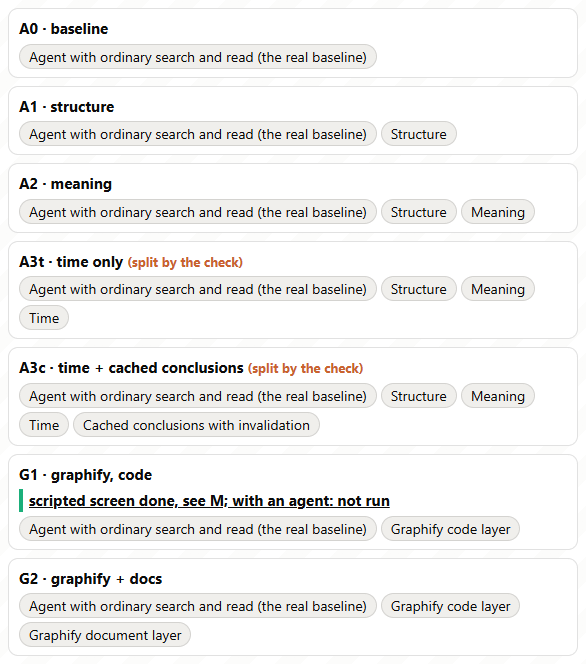 A0 · baseline
Agent with ordinary search and read (the real baseline)
A1 · structure
Agent with ordinary search and read (the real baseline) Structure
A2 · meaning
Agent with ordinary search and read (the real baseline) Structure Meaning
A3t · time only (split by the check)
Agent with ordinary search and read (the real baseline) Structure Meaning
Time
A3c · time + cached conclusions (split by the check)
Agent with ordinary search and read (the real baseline) Structure Meaning
Time Cached conclusions with invalidation
G1 · graphify, code
scripted screen done, see M; with an agent: not run
Agent with ordinary search and read (the real baseline) Graphify code layer
G2 · graphify + docs
Agent with ordinary search and read (the real baseline) Graphify code layer
Graphify document layer